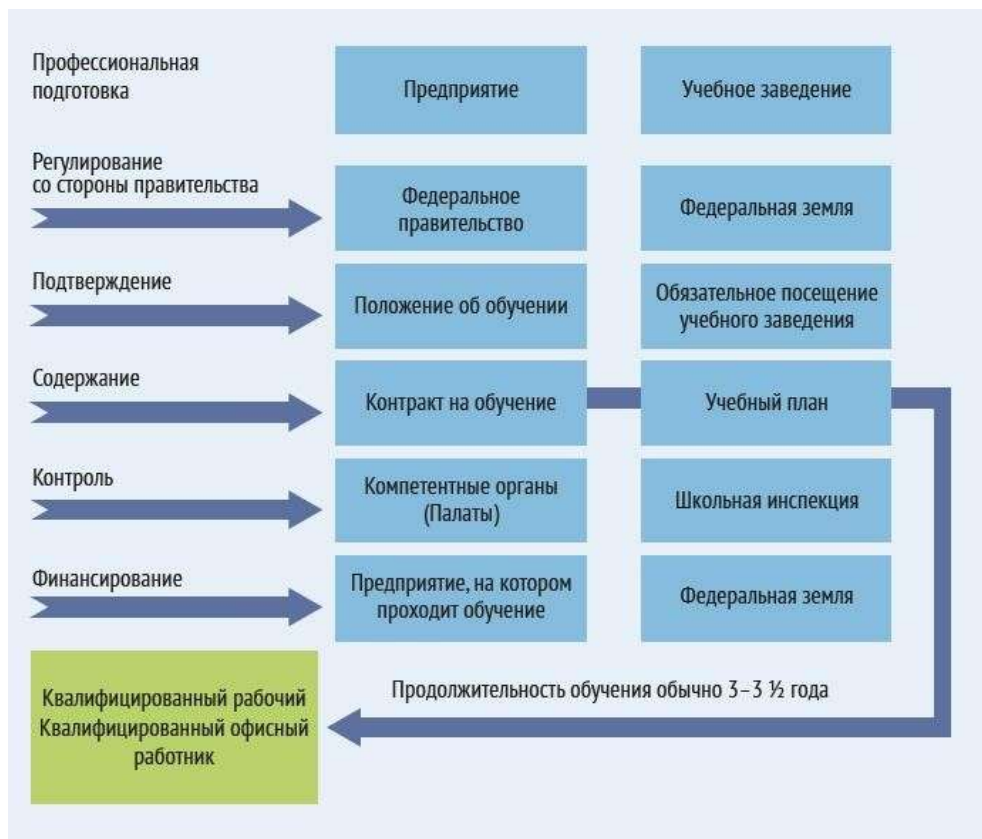 Профессиональная
подготовка
Предприятие
Учебное заведение
Регулирование
со стороны правительства
Федеральное
правительство
Федеральная земля
Подтверждение
Положение об обучении
Обязательное посещение
учебного заведения
Содержание
Контракт на обучение
Учебный план
Контроль
Компетентные органы
(Палаты)
Школьная инспекция
Финансирование
Предприятие, на котором
проходит обучение
Федеральная земля
Квалифицированный рабочий
Квалифицированный офисный
работник
Продолжительность обучения обычно 3–3 ½ года